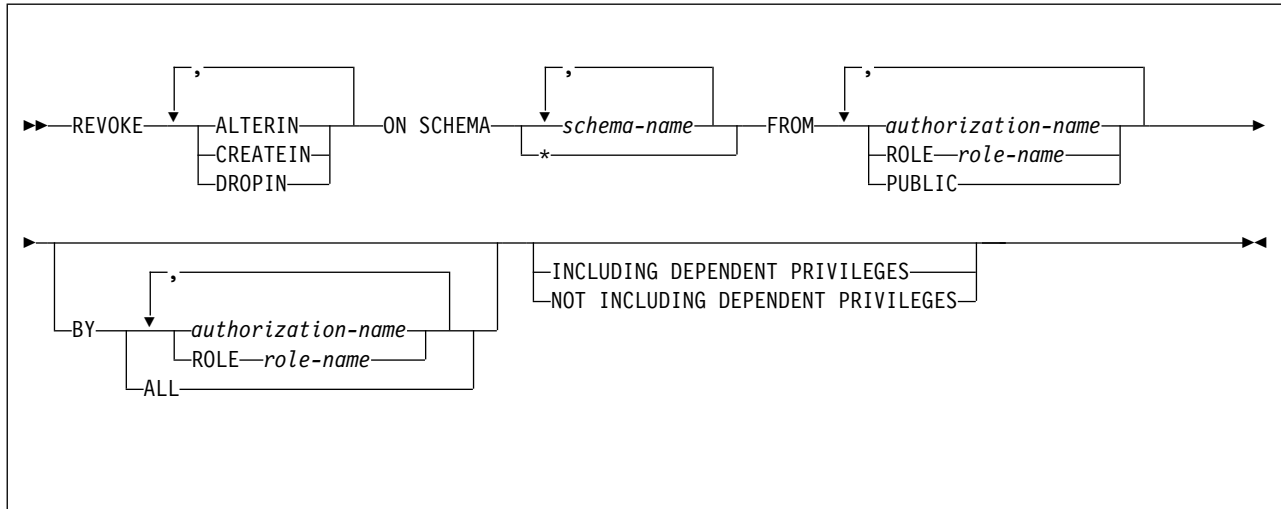 , , ,
REVOKE ALTERIN ON SCHEMA schema-name FROM authorization-name
CREATEIN * ROLE role-name
DROPIN PUBLIC
, INCLUDING DEPENDENT PRIVILEGES
NOT INCLUDING DEPENDENT PRIVILEGES
BY authorization-name
ROLE role-name
ALL